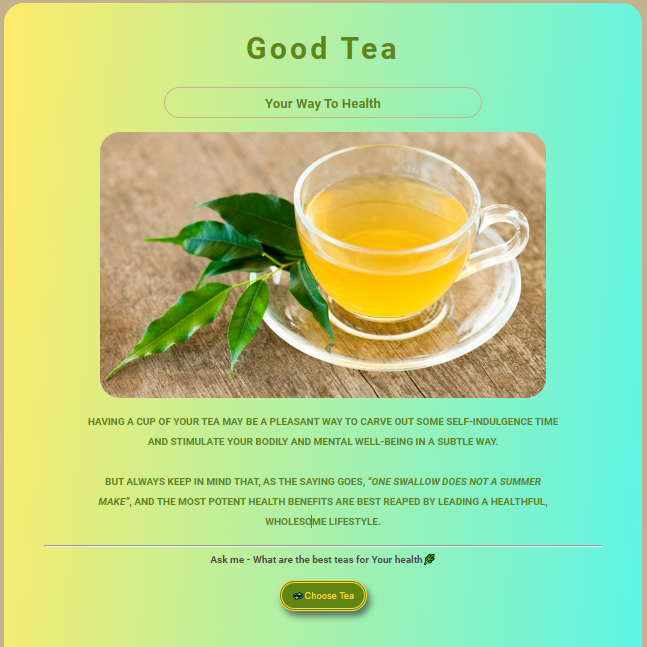 Good Tea
Your Way To Health
HAVING A CUP OF YOUR TEA MAY BE A PLEASANT WAY TO CARVE OUT SOME SELF-INDULGENCE TIME
AND STIMULATE YOUR BODILY AND MENTAL WELL-BEING IN A SUBTLE WAY.
BUT ALWAYS KEEP IN MIND THAT, AS THE SAYING GOES, "ONE SWALLOW DOES NOT A SUMMER
MAKE", AND THE MOST POTENT HEALTH BENEFITS ARE BEST REAPED BY LEADING A HEALTHFUL,
WHOLESOME LIFESTYLE.
Ask me - What are the best teas for Your health
Choose Tea